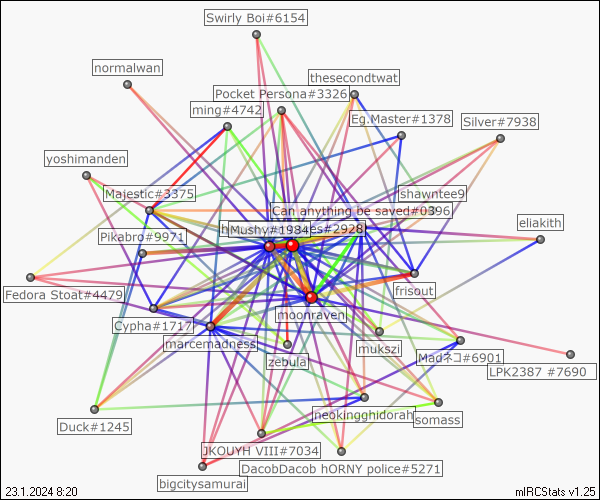 Swirly Boi#6154
normalwan
thesecondtwat
Pocket Persona#3326
ming#4742
Eg.Master#1378
Silver#7938
yoshimanden
Majestic#3375
shawntee9
Can anything be saved#0396
Mushy.#1984
es#2928
eliakith
Pikabro#9971
frisout
Fedora Stoat#4479
moonraven
Cypha#1717
marcemadness
mukszi
Madネコ#6901
zebula
LPK2387 #7690
neokingghidorah
somass
Duck#1245
JKOUYH VIII#7034
DacobDacob hORNY police#5271
bigcitysamurai
23.1.2024 8:20
mIRCStats v1.25